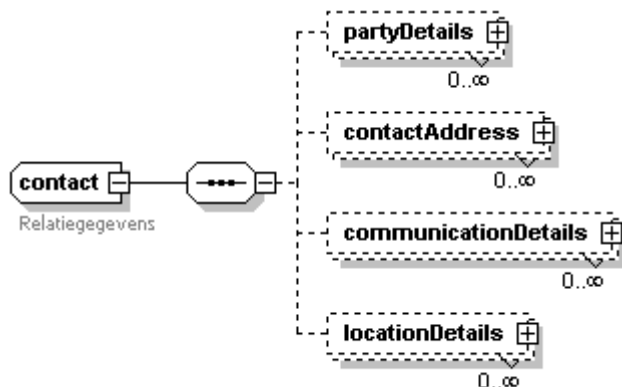 partyDetails
0..∞
contactAddress
0..∞
contact
Relatiegegevens
communicationDetails
0..∞
locationDetails
0..∞